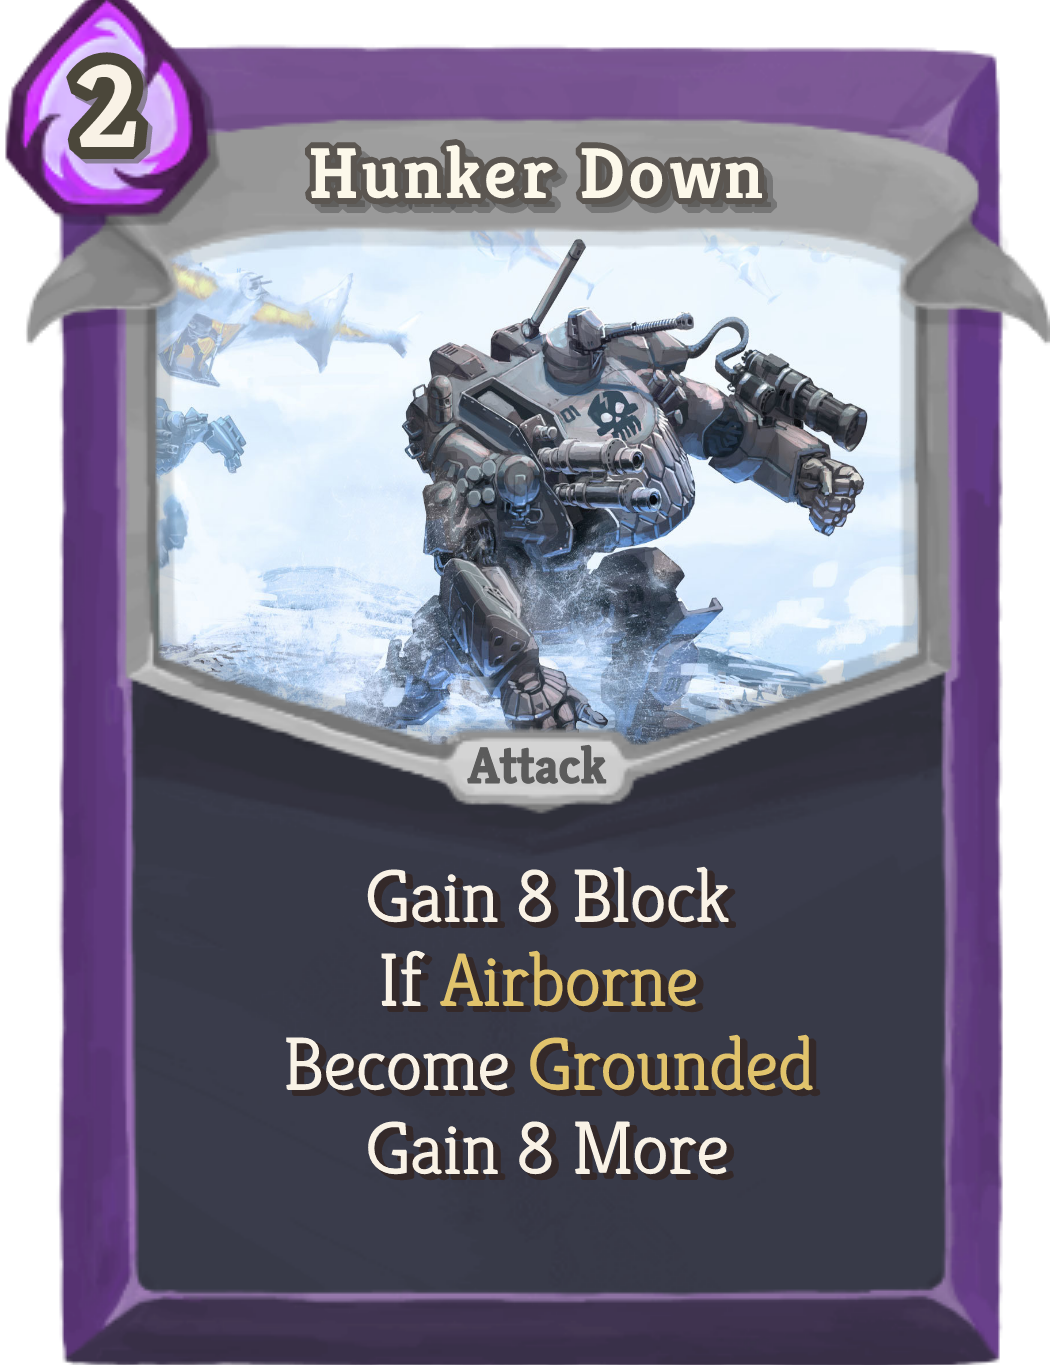 2
Hunker Down
Attack
Gain 8 Block
If Airborne
Become Grounded
Gain 8 More